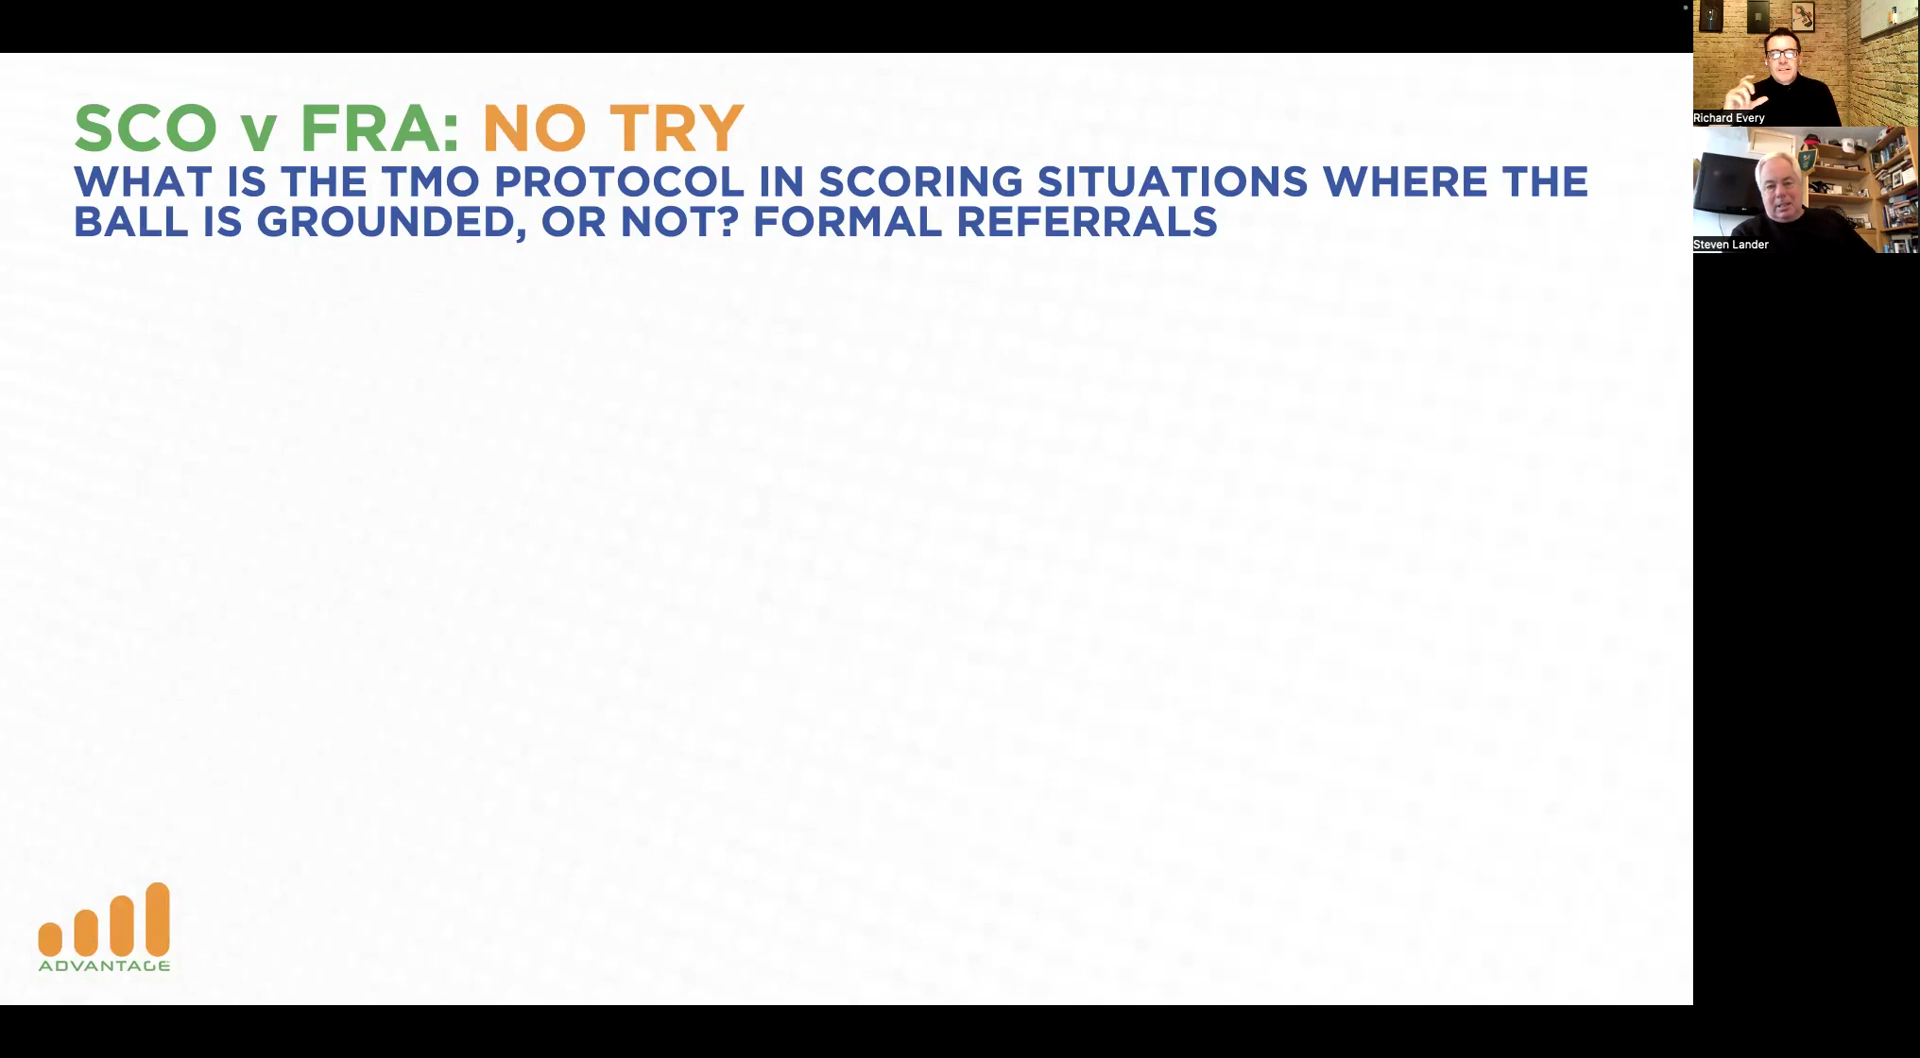 SCO v FRA: NO TRY
WHAT IS THE TMO PROTOCOL IN SCORING SITUATIONS WHERE THE
BALL IS GROUNDED, OR NOT? FORMAL REFERRALS
ADVANTAGE
Richard Every
Steven Lander